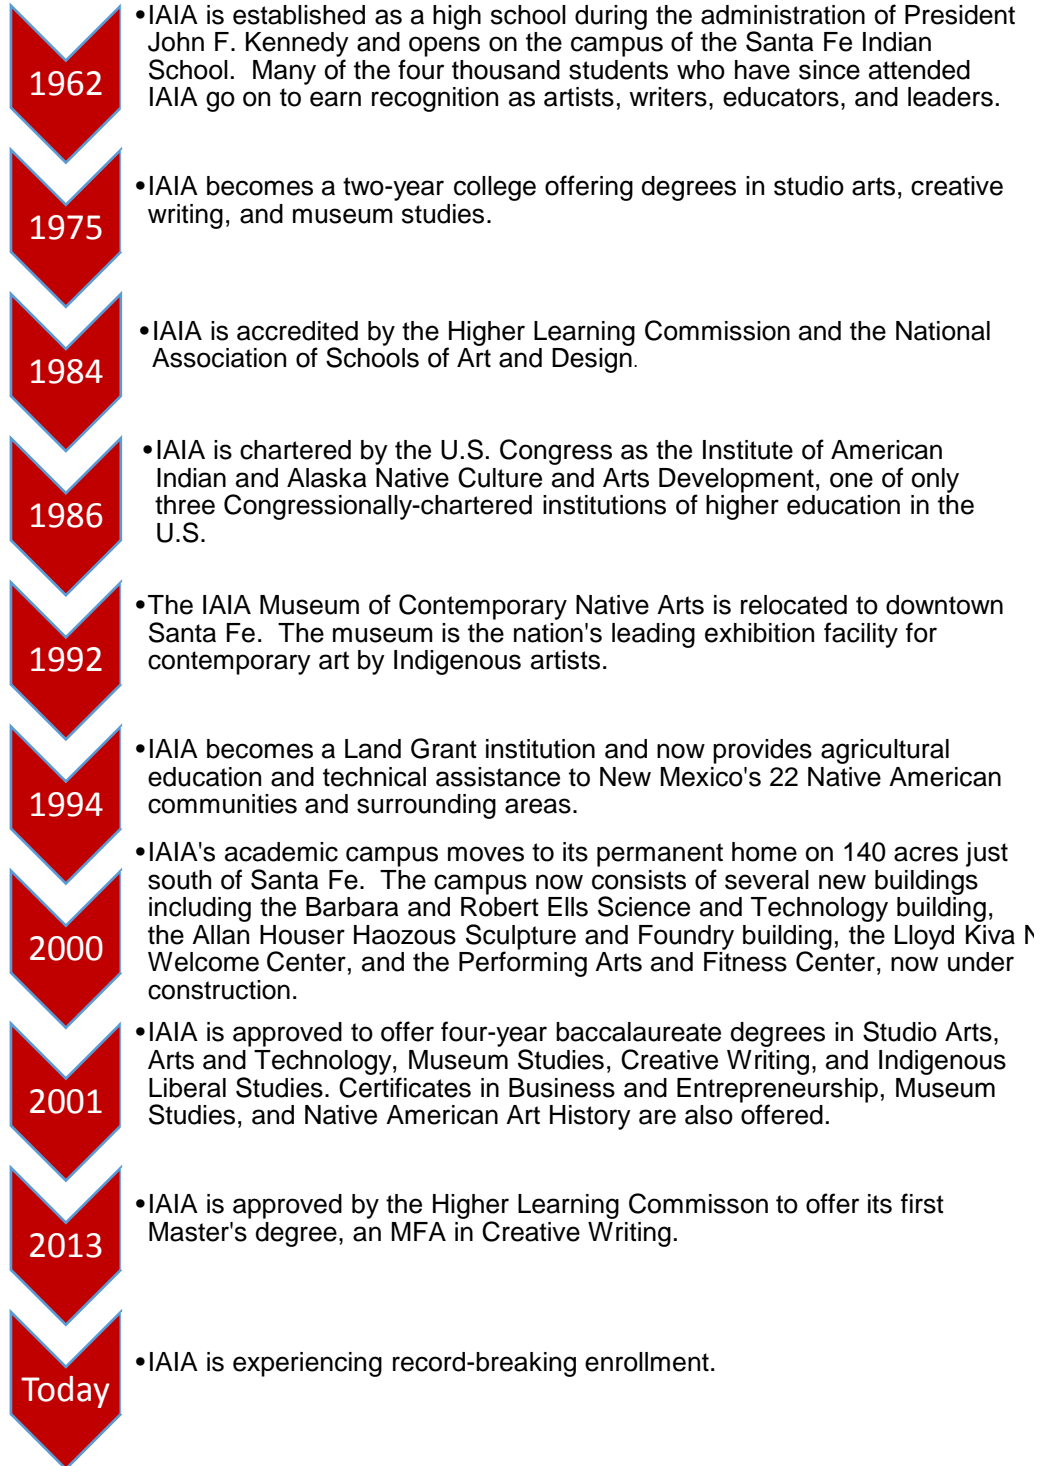 1962
•IAIA is established as a high school during the administration of President
John F. Kennedy and opens on the campus of the Santa Fe Indian
School.  Many of the four thousand students who have since attended
IAIA go on to earn recognition as artists, writers, educators, and leaders.
1975
•IAIA becomes a two-year college offering degrees in studio arts, creative
writing, and museum studies.
1984
•IAIA is accredited by the Higher Learning Commission and the National
Association of Schools of Art and Design.
1986
•IAIA is chartered by the U.S. Congress as the Institute of American
Indian and Alaska Native Culture and Arts Development, one of only
three Congressionally-chartered institutions of higher education in the
U.S.
1992
•The IAIA Museum of Contemporary Native Arts is relocated to downtown
Santa Fe.  The museum is the nation's leading exhibition facility for
contemporary art by Indigenous artists.
1994
•IAIA becomes a Land Grant institution and now provides agricultural
education and technical assistance to New Mexico's 22 Native American
communities and surrounding areas.
2000
•IAIA's academic campus moves to its permanent home on 140 acres just
south of Santa Fe.  The campus now consists of several new buildings
including the Barbara and Robert Ells Science and Technology building,
the Allan Houser Haozous Sculpture and Foundry building, the Lloyd Kiva
Welcome Center, and the Performing Arts and Fitness Center, now under
construction.
2001
•IAIA is approved to offer four-year baccalaureate degrees in Studio Arts,
Arts and Technology, Museum Studies, Creative Writing, and Indigenous
Liberal Studies. Certificates in Business and Entrepreneurship, Museum
Studies, and Native American Art History are also offered.
2013
•IAIA is approved by the Higher Learning Commisson to offer its first
Master's degree, an MFA in Creative Writing.
Today
•IAIA is experiencing record-breaking enrollment.